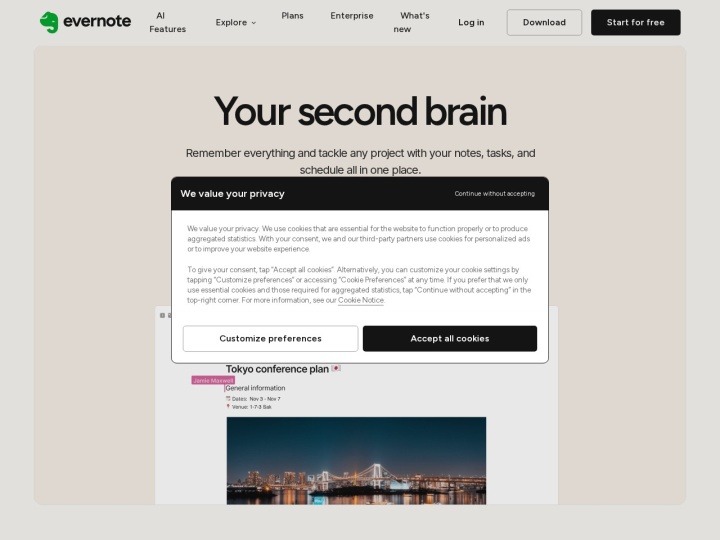 evernote
AI Features
Explore
Plans
Enterprise
What's new
Log in
Download
Start for free
Your second brain
Remember everything and tackle any project with your notes, tasks, and
schedule all in one place.
We value your privacy
Continue without accepting
We value your privacy. We use cookies that are essential for the website to function properly or to produce
aggregated statistics. With your consent, we and our third-party partners use cookies for personalized ads
or to improve your website experience.
To give your consent, tap "Accept all cookies". Alternatively, you can customize your cookie settings by
tapping "Customize preferences" or accessing "Cookie Preferences" at any time. If you prefer that we only
use essential cookies and those required for aggregated statistics, tap "Continue without accepting" in the
top-right corner. For more information, see our Cookie Notice.
Customize preferences
Accept all cookies
Tokyo conference plan
Jamie Maxwell
General information
Dates: Nov 5 - Nov 7
Venue: 1-7-3 Bak